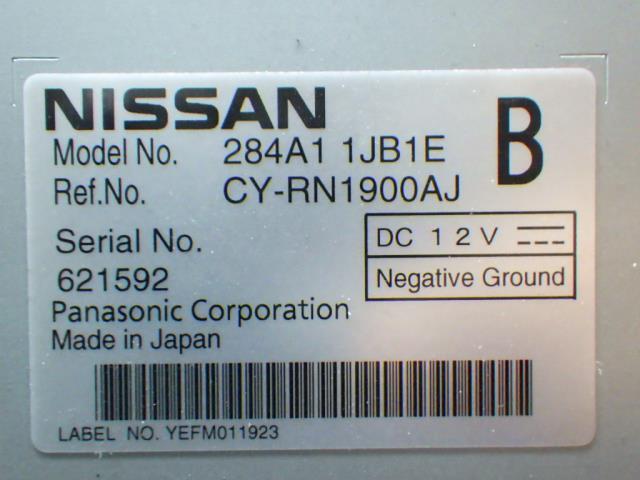 NISSAN
B
Model No. 284A1 1JB1E
Ref.No. CY-RN1900AJ
Serial No.
DC 12V
621592
Negative Ground
Panasonic Corporation
Made in Japan
LABEL NO. YEFM011923